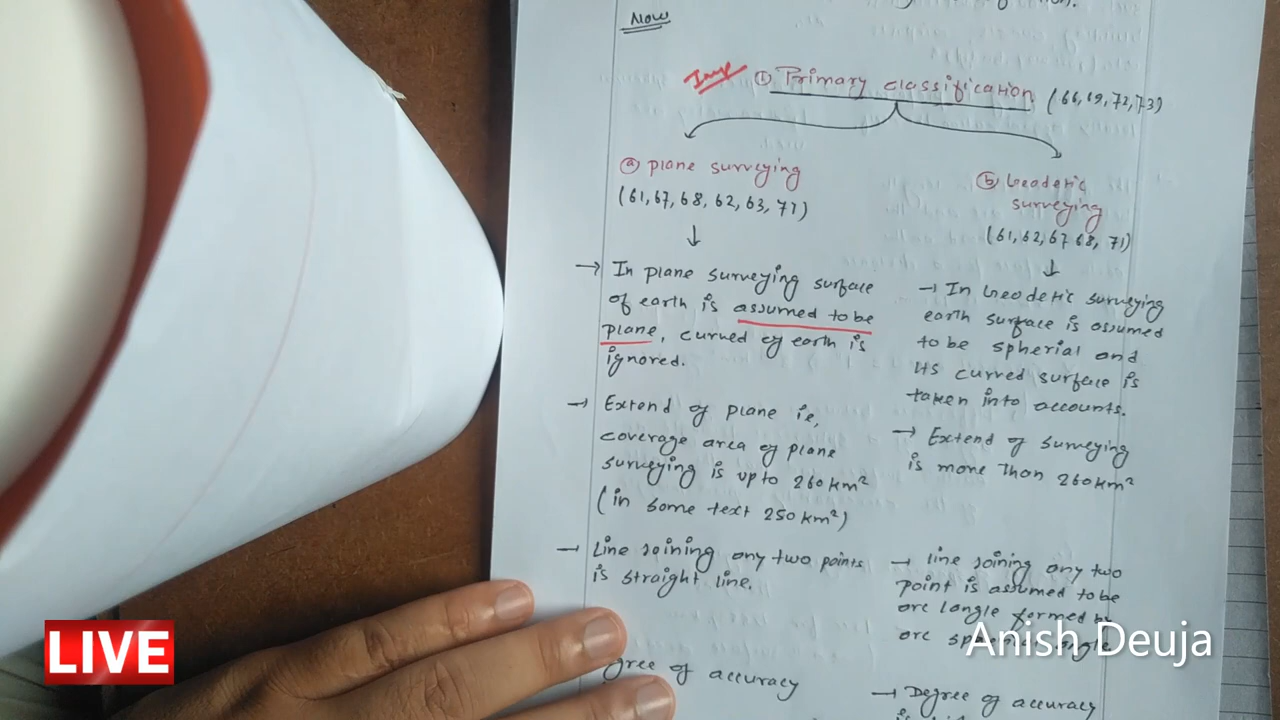 Now
Imp ① Primary classification (66,69,72,73)
ⓐ Plane surveying
(61,67,68,62,63,71)
→ In plane surveying surface
of earth is assumed to be
plane, curved of earth is
ignored.
→ Extend of plane ie,
coverage area of plane
surveying is upto 260 km²
(in some text 250 km²)
→ Line joining any two points
is straight line.
gree of accuracy
ⓑ Geodetic
surveying
(61,62,67 68, 71)
→ In Geodetic surveying
earth surface is assumed
to be spherial and
its curved surface is
taken into accounts.
→ Extend of surveying
is more than 260 km²
→ line joining any two
point is assumed to be
arc (angle formed
arc
→ Degree of accuracy
LIVE
Anish Deuja